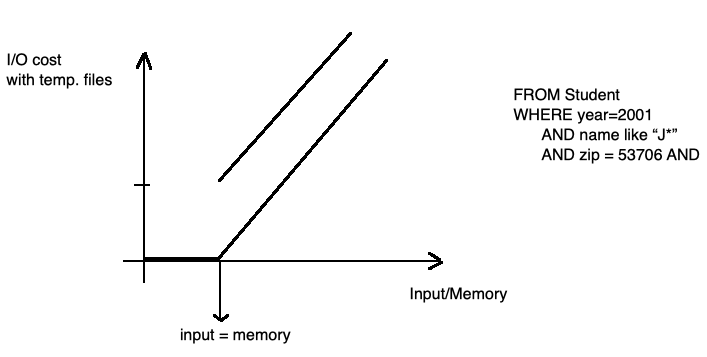 I/O cost
with temp. files
FROM Student
WHERE year=2001
AND name like “J*”
AND zip = 53706 AND
Input/Memory
input = memory